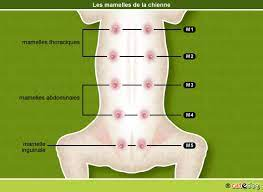 Les mamelles de la chienne
mamelles thoraciques
M1
M2
M3
mamelles abdominales
M4
mamelle
inguinale
M5